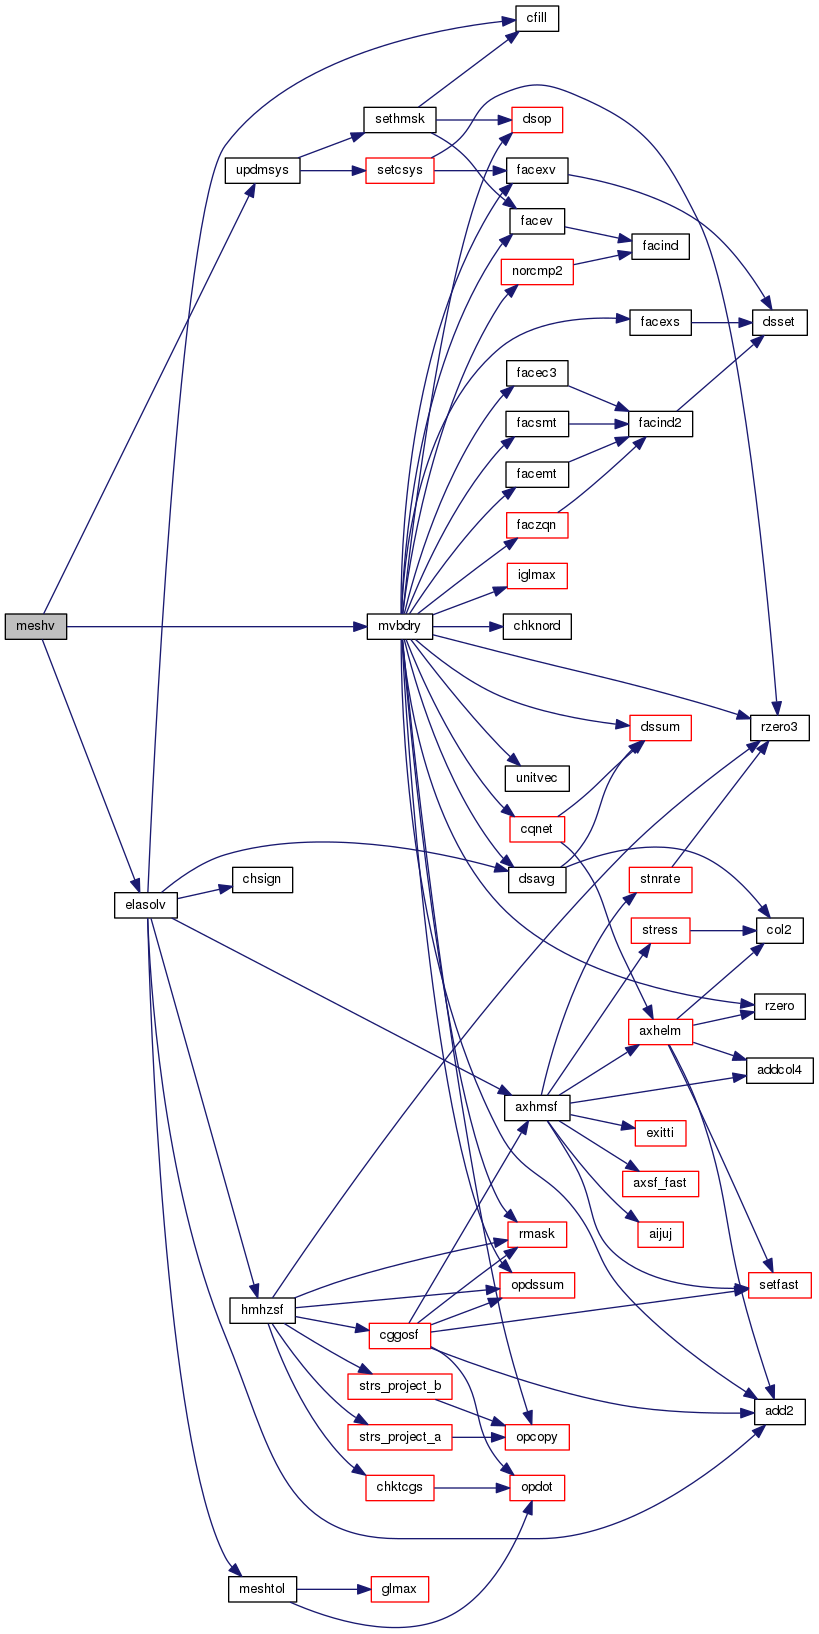 cfill
sethmsk
dsop
updmsys
setcsys
facexv
facev
facind
norcmp2
facexs
dsset
facec3
facsmt
facind2
facemt
faczqn
iglmax
meshv
mvbdry
chknord
dssum
rzero3
unitvec
cqnet
chsign
dsavg
stnrate
elasolv
stress
col2
rzero
axhelm
addcol4
axhmsf
exitti
axsf_fast
rmask
aijuj
opdssum
setfast
hmhzsf
cggosf
strs_project_b
add2
strs_project_a
opcopy
chktcgs
opdot
meshtol
glmax